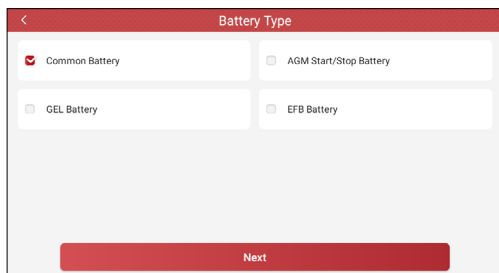 Battery Type
Common Battery
AGM Start/Stop Battery
GEL Battery
EFB Battery
Next